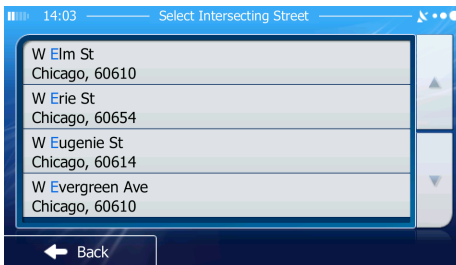 14:03 Select Intersecting Street
W Elm St
Chicago, 60610
W Erie St
Chicago, 60654
W Eugenie St
Chicago, 60614
W Evergreen Ave
Chicago, 60610
Back